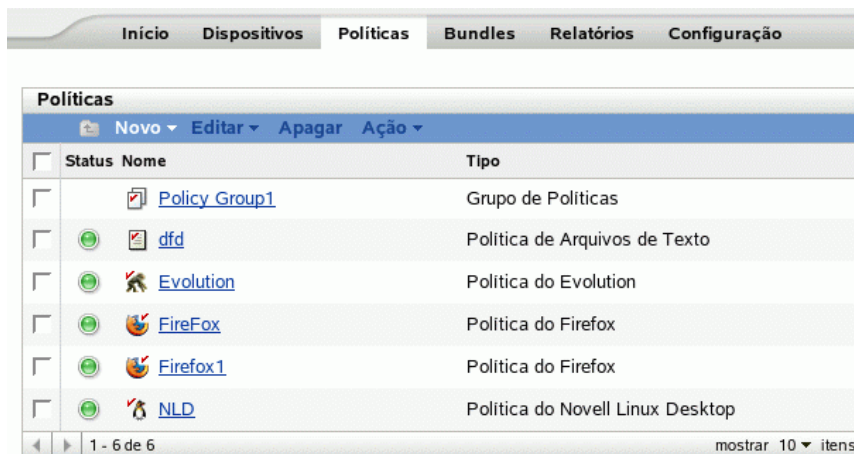 Início Dispositivos Políticas Bundles Relatórios Configuração
Políticas
Novo Editar Apagar Ação
Status Nome Tipo
Policy Group1 Grupo de Políticas
dfd Política de Arquivos de Texto
Evolution Política do Evolution
FireFox Política do Firefox
Firefox1 Política do Firefox
NLD Política do Novell Linux Desktop
1 - 6 de 6 mostrar 10 itens